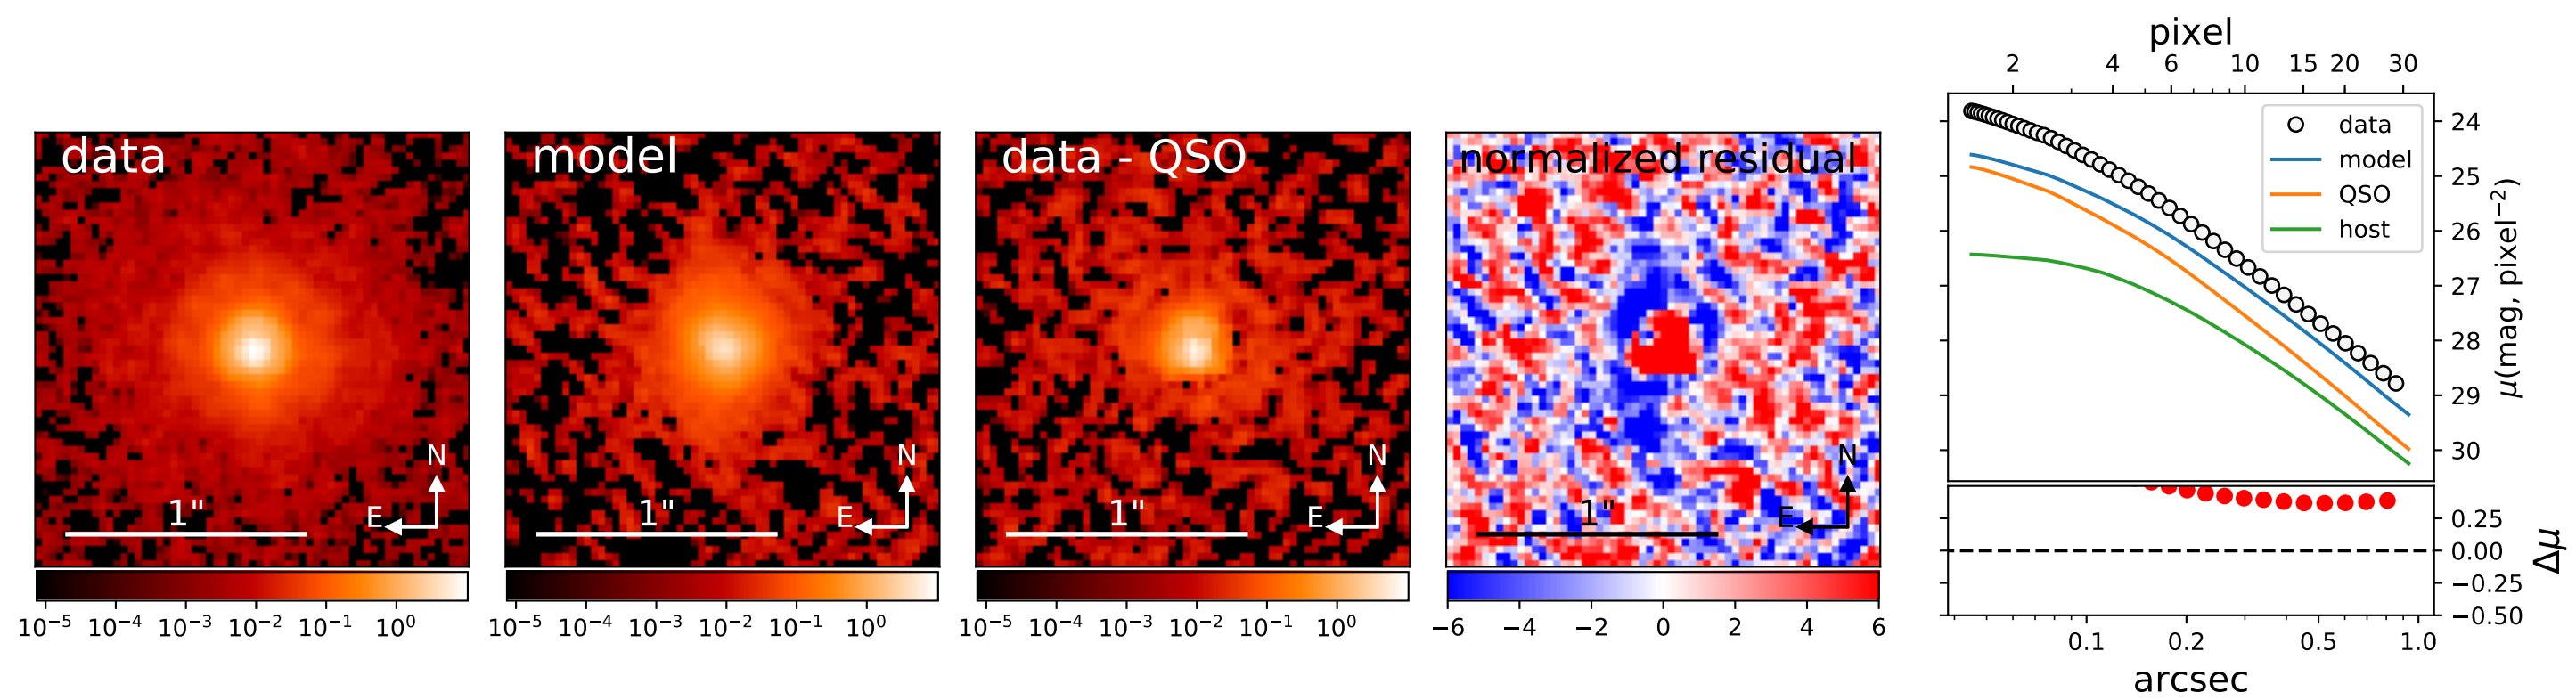 data
N
E
1"
10⁻⁵ 10⁻⁴ 10⁻³ 10⁻² 10⁻¹ 10⁰
model
N
E
1"
10⁻⁵ 10⁻⁴ 10⁻³ 10⁻² 10⁻¹ 10⁰
data - QSO
N
E
1"
10⁻⁵ 10⁻⁴ 10⁻³ 10⁻² 10⁻¹ 10⁰
normalized residual
N
E
1"
−6 −4 −2 0 2 4 6
pixel
2 4 6 10 15 20 30
data
model
QSO
host
24
25
26
27
28
29
30
μ(mag, pixel⁻²)
0.25
0.00
−0.25
−0.50
Δμ
0.1 0.2 0.5 1.0
arcsec